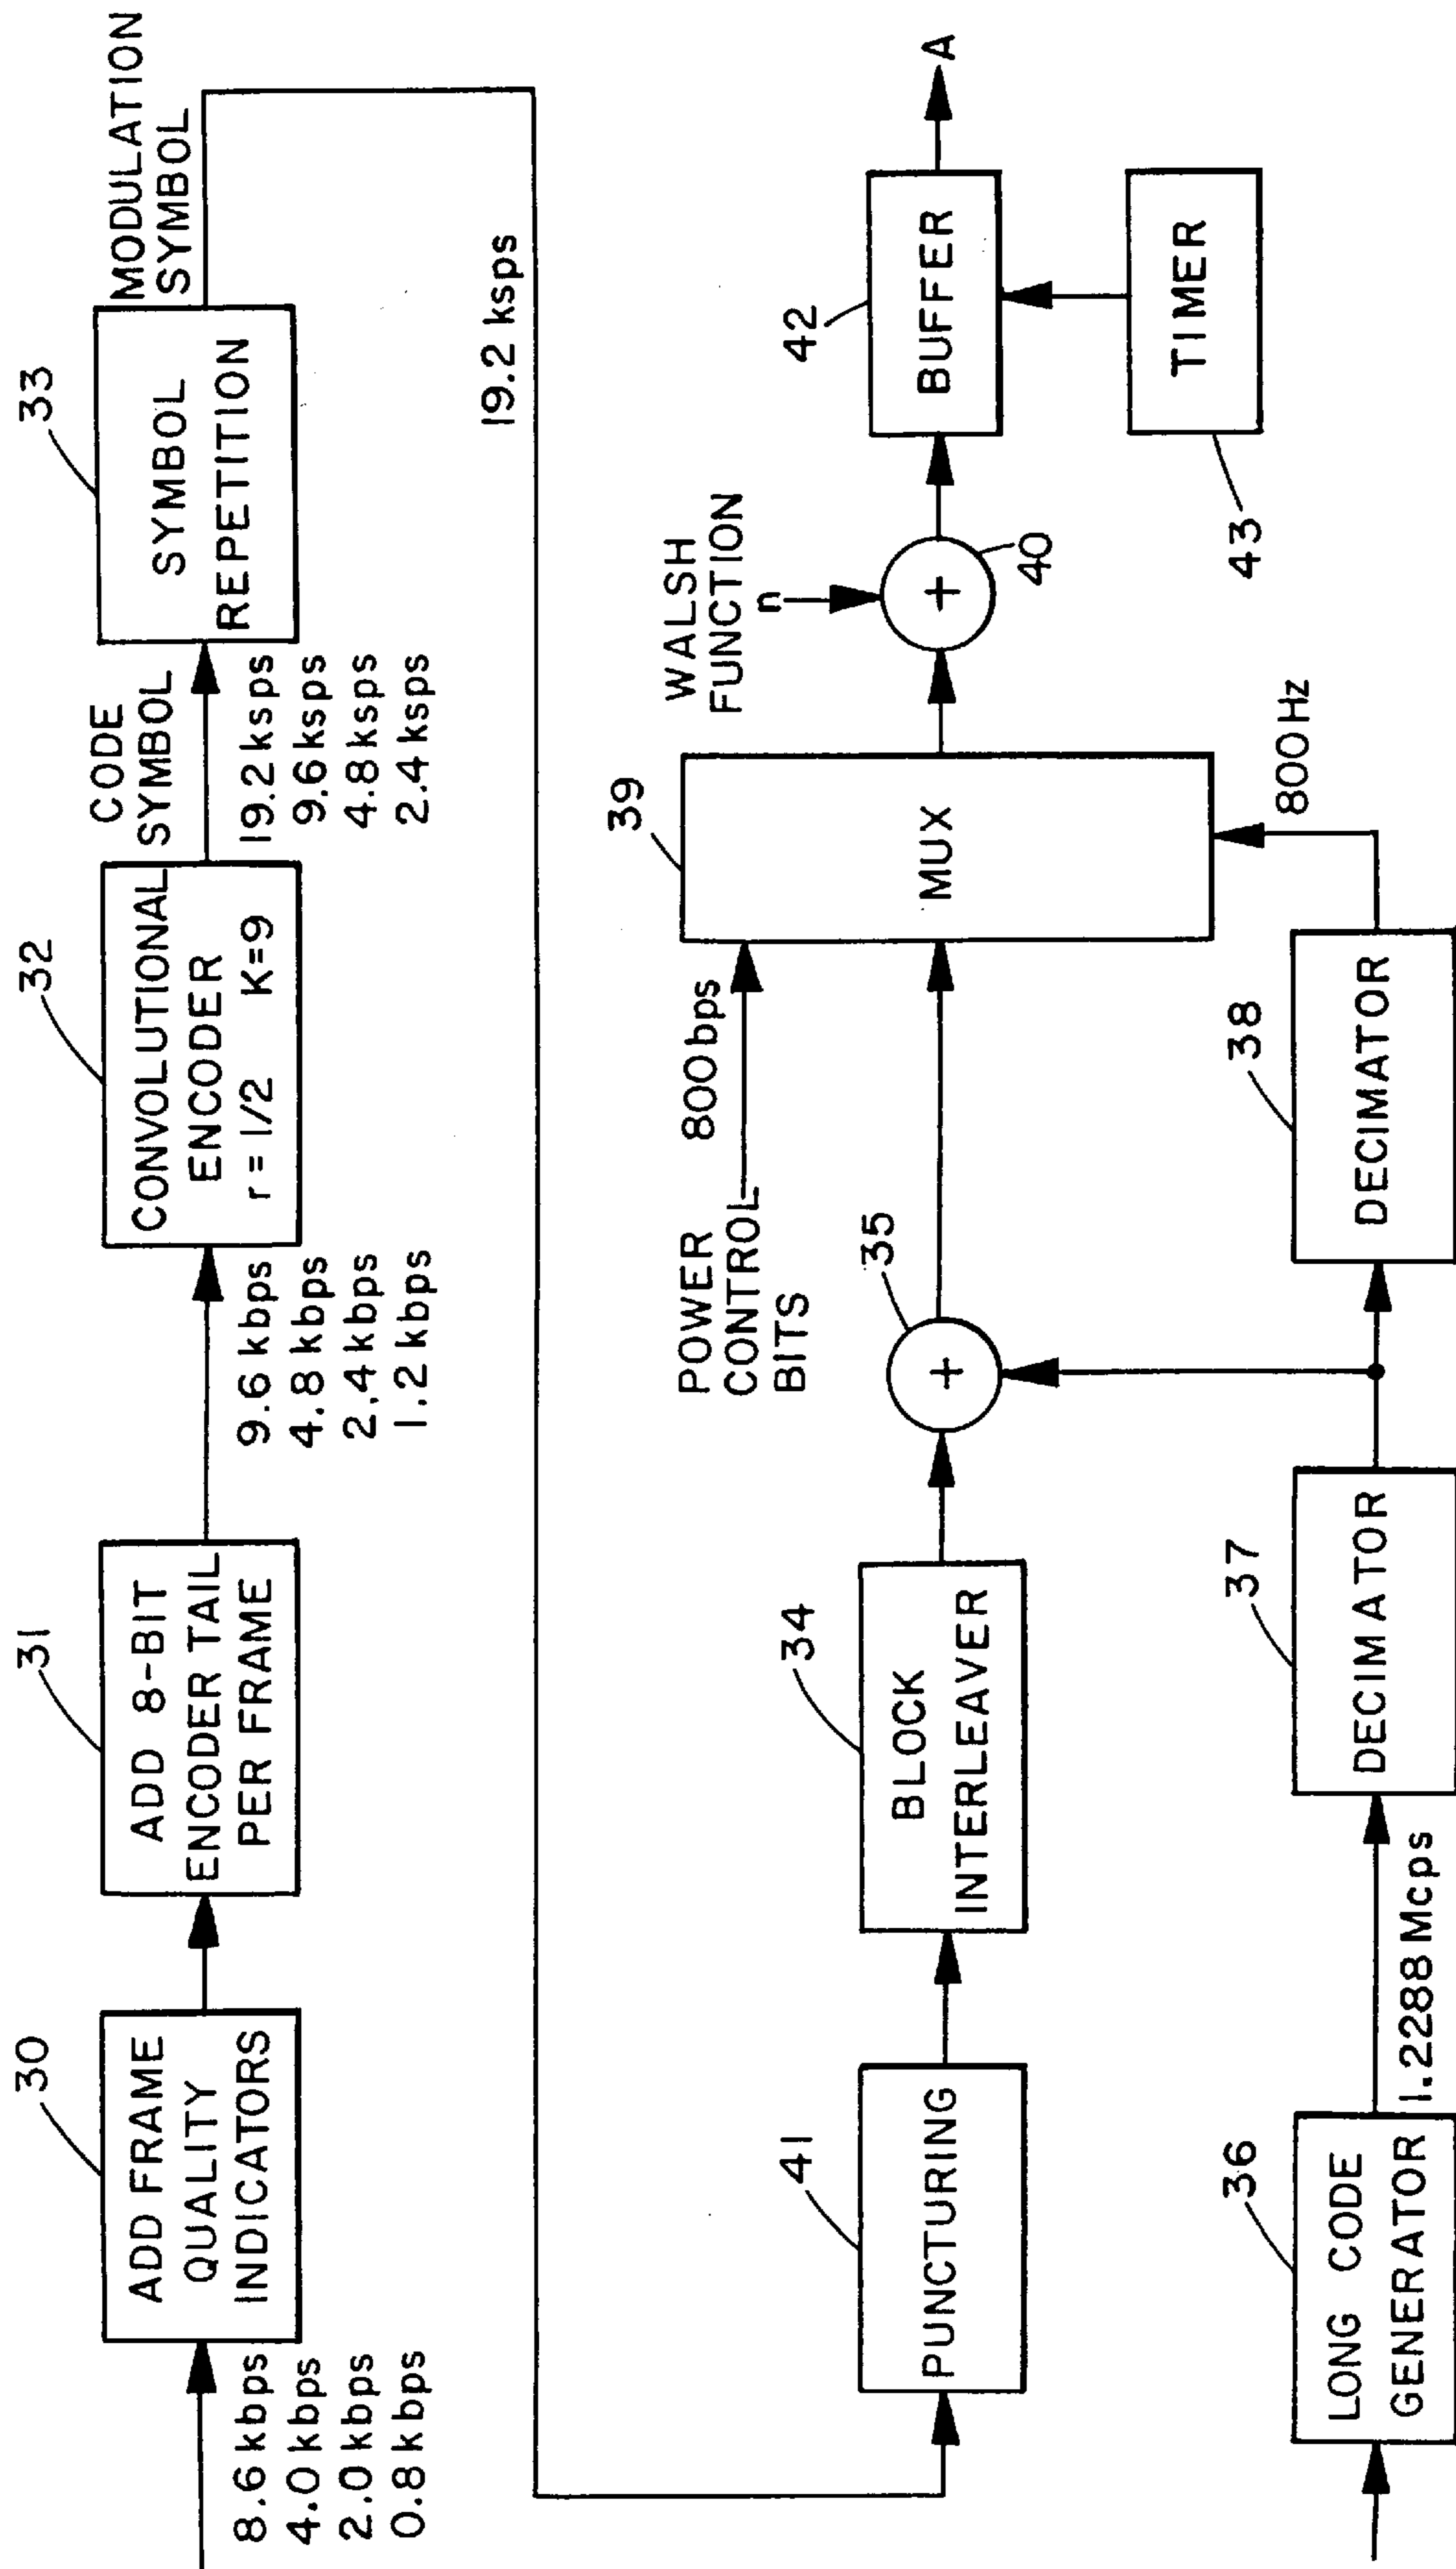 30
ADD FRAME
QUALITY
INDICATORS
8.6 kbps
4.0 kbps
2.0 kbps
0.8 kbps
31
ADD 8-BIT
ENCODER TAIL
PER FRAME
9.6 kbps
4.8 kbps
2.4 kbps
1.2 kbps
32
CONVOLUTIONAL
ENCODER
r = 1/2 K=9
CODE
SYMBOL
19.2 ksps
9.6 ksps
4.8 ksps
2.4 ksps
33
SYMBOL
REPETITION
MODULATION
SYMBOL
19.2 ksps
41
PUNCTURING
34
BLOCK
INTERLEAVER
35
+
POWER
CONTROL
BITS
800 bps
39
MUX
WALSH
FUNCTION
n
+
40
42
BUFFER
A
43
TIMER
36
LONG CODE
GENERATOR
1.2288 Mcps
37
DECIMATOR
38
DECIMATOR
800 Hz